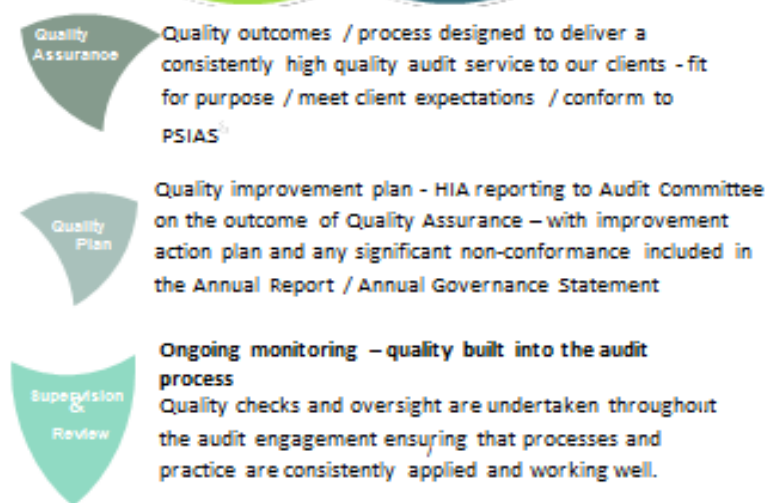 Quality
Assurance
Quality outcomes / process designed to deliver a
consistently high quality audit service to our clients - fit
for purpose / meet client expectations / conform to
PSIAS
Quality
Plan
Quality improvement plan - HIA reporting to Audit Committee
on the outcome of Quality Assurance – with improvement
action plan and any significant non-conformance included in
the Annual Report / Annual Governance Statement
Supervision
&
Review
Ongoing monitoring – quality built into the audit
process
Quality checks and oversight are undertaken throughout
the audit engagement ensuring that processes and
practice are consistently applied and working well.